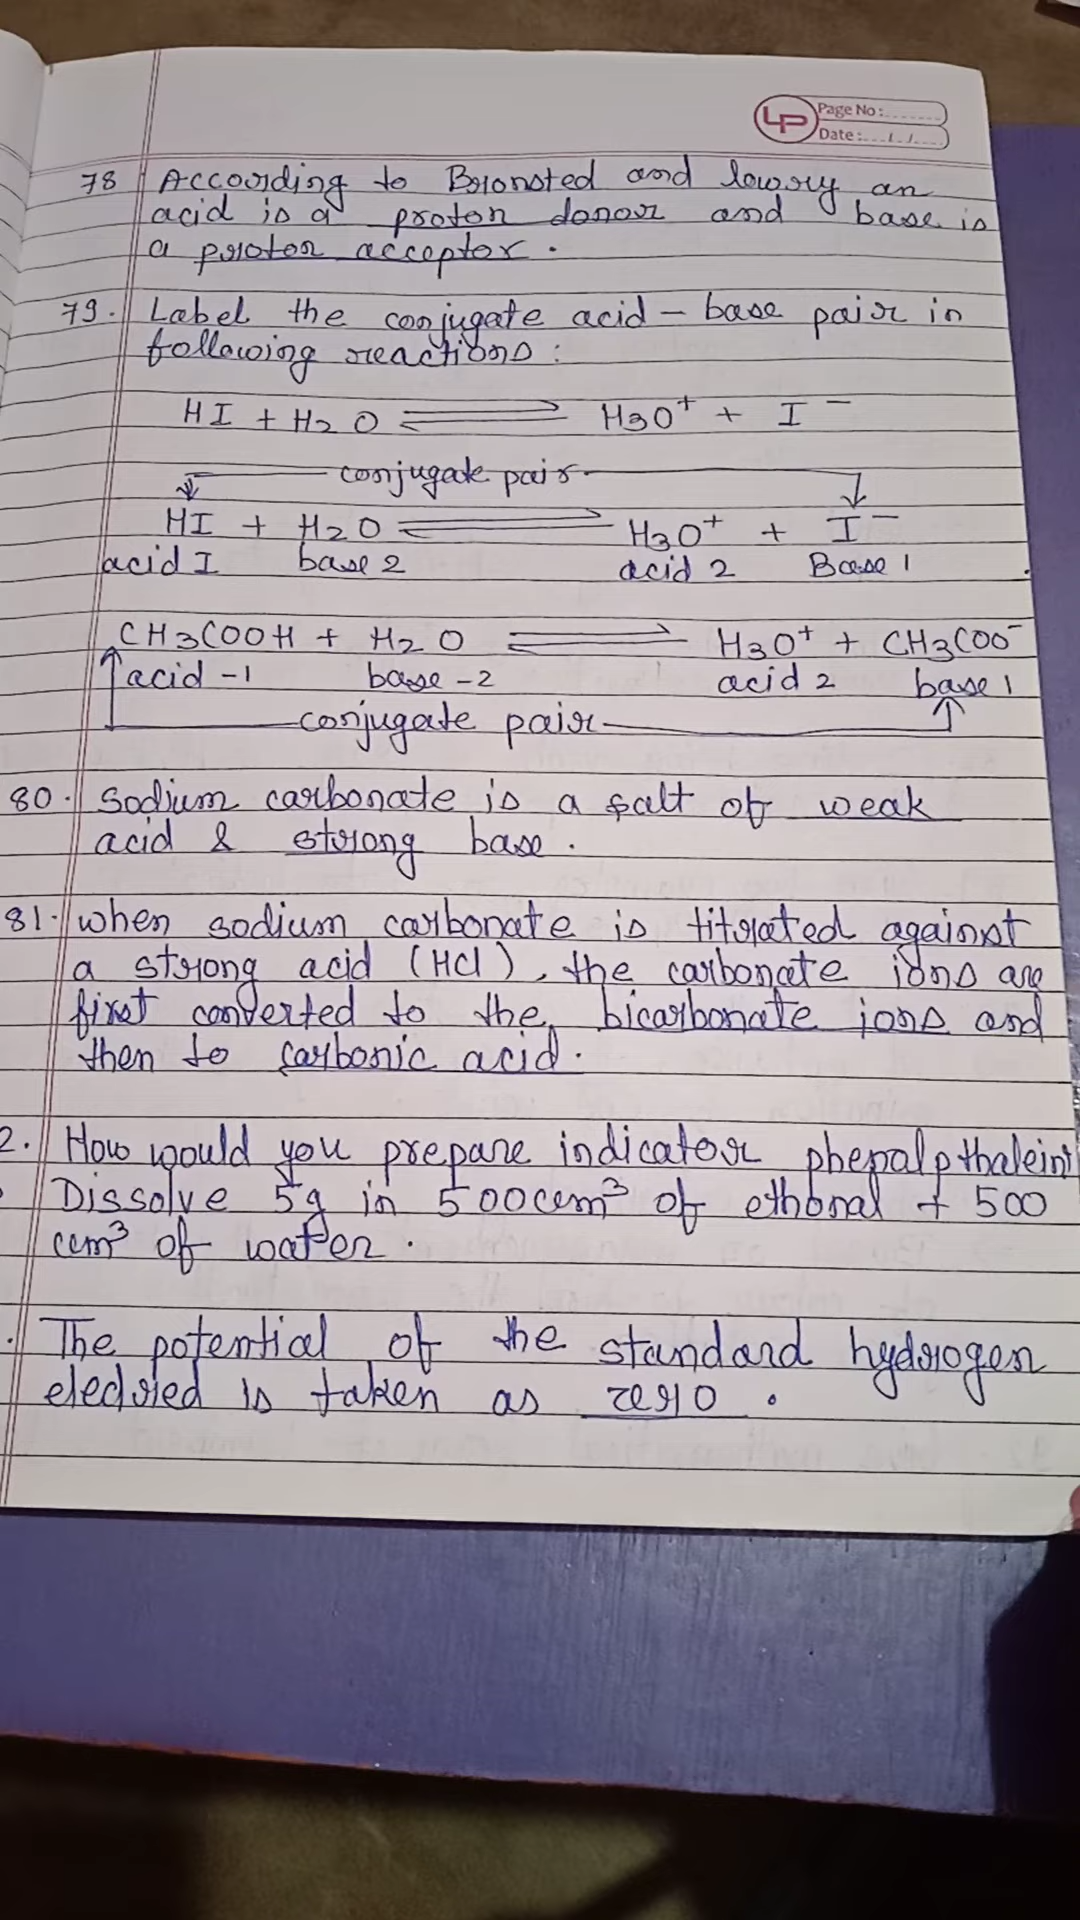 LP Page No:.......
Date:.../.../....
78 According to Bronsted and lowry an
acid is a proton donor and base is
a proton acceptor.
79. Label the conjugate acid - base pair in
following reactions:
HI + H2O ⇌ H3O⁺ + I⁻
conjugate pair
HI + H2O ⇌ H3O⁺ + I⁻
acid I base 2 acid 2 Base 1
CH3COOH + H2O ⇌ H3O⁺ + CH3COO⁻
acid -1 base -2 acid 2 base 1
conjugate pair
80. sodium carbonate is a salt of weak
acid & strong base.
81. when sodium carbonate is titrated against
a strong acid (HCl), the carbonate ions are
first converted to the bicarbonate ions and
then to carbonic acid.
2. How would you prepare indicator phenalpthalein
Dissolve 5g in 500cm³ of ethonal + 500
cm³ of water.
. The potential of the standard hydrogen
elecdred is taken as zero.